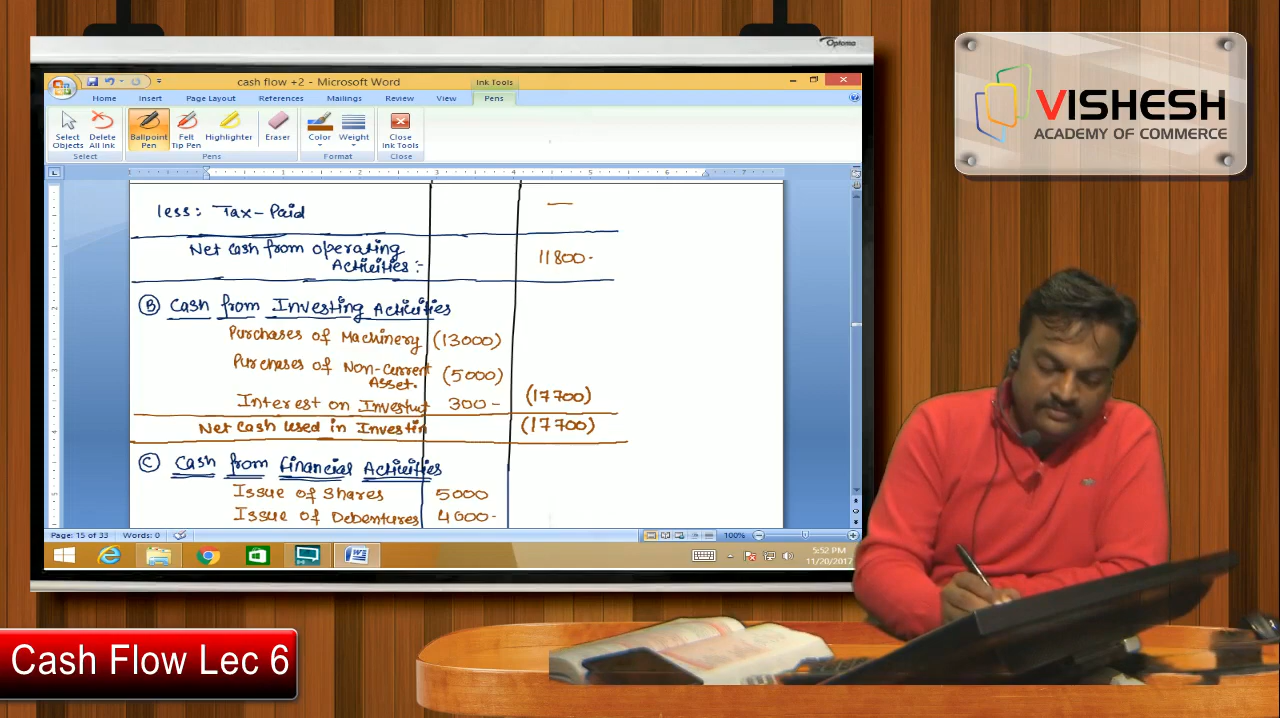 Optoma
cash flow +2 - Microsoft Word
Ink Tools
Home Insert Page Layout References Mailings Review View Pens
Select Objects
Delete All Ink
Ballpoint Pen
Felt Tip Pen
Highlighter
Eraser
Color
Weight
Close Ink Tools
Select
Pens
Format
Close
less: Tax-Paid —
Net cash from operating
Activities :- 11800-
(B) Cash from Investing Activities
Purchases of Machinery (13000)
Purchases of Non-current
Asset. (5000)
Interest on Investmt 300- (17700)
Net cash used in Investin (17700)
(C) Cash from financial Activities
Issue of Shares 5000
Issue of Debentures 4000-
Page: 15 of 33 Words: 0
100%
5:52 PM
11/20/2017
VISHESH
ACADEMY OF COMMERCE
Cash Flow Lec 6